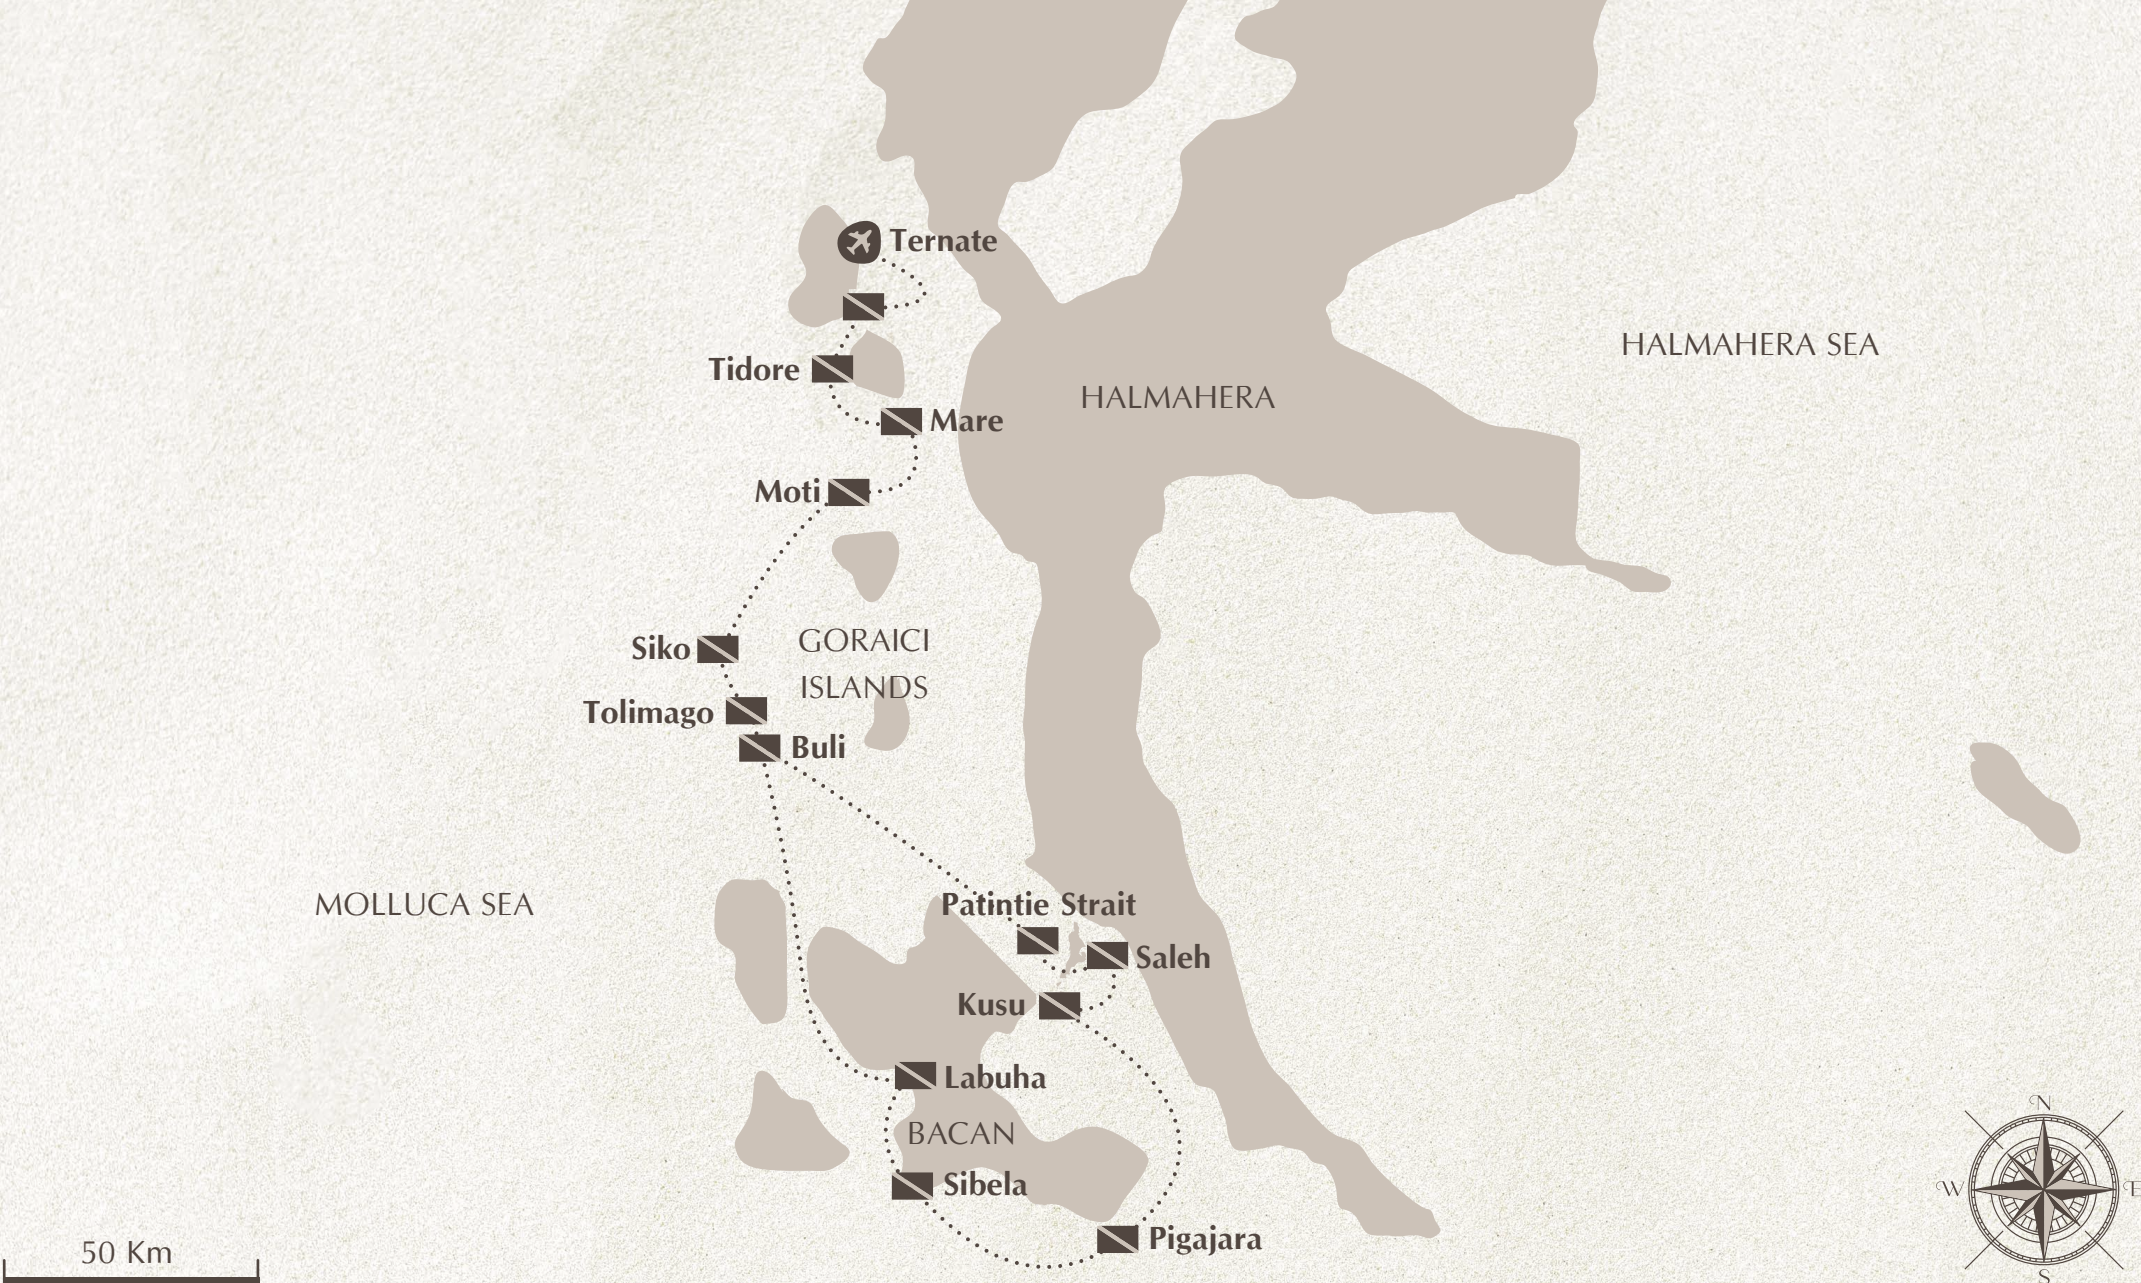 Ternate
HALMAHERA SEA
Tidore
HALMAHERA
Mare
Moti
Siko
GORAICI
ISLANDS
Tolimago
Buli
MOLLUCA SEA
Patintie Strait
Saleh
Kusu
Labuha
BACAN
Sibela
Pigajara
50 Km
N
W
E
S